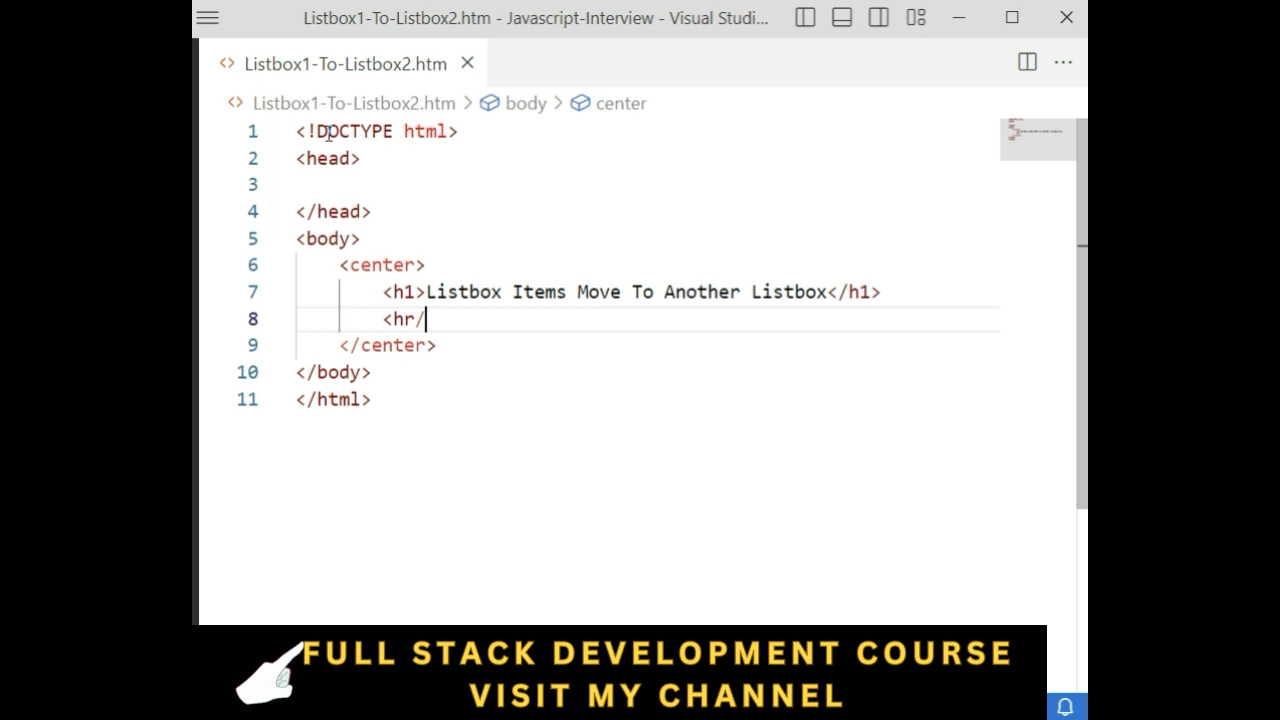 Listbox1-To-Listbox2.htm - Javascript-Interview - Visual Studi...
Listbox1-To-Listbox2.htm
Listbox1-To-Listbox2.htm > body > center
1 <!DOCTYPE html>
2 <head>
3
4 </head>
5 <body>
6 <center>
7 <h1>Listbox Items Move To Another Listbox</h1>
8 <hr/
9 </center>
10 </body>
11 </html>
FULL STACK DEVELOPMENT COURSE
VISIT MY CHANNEL